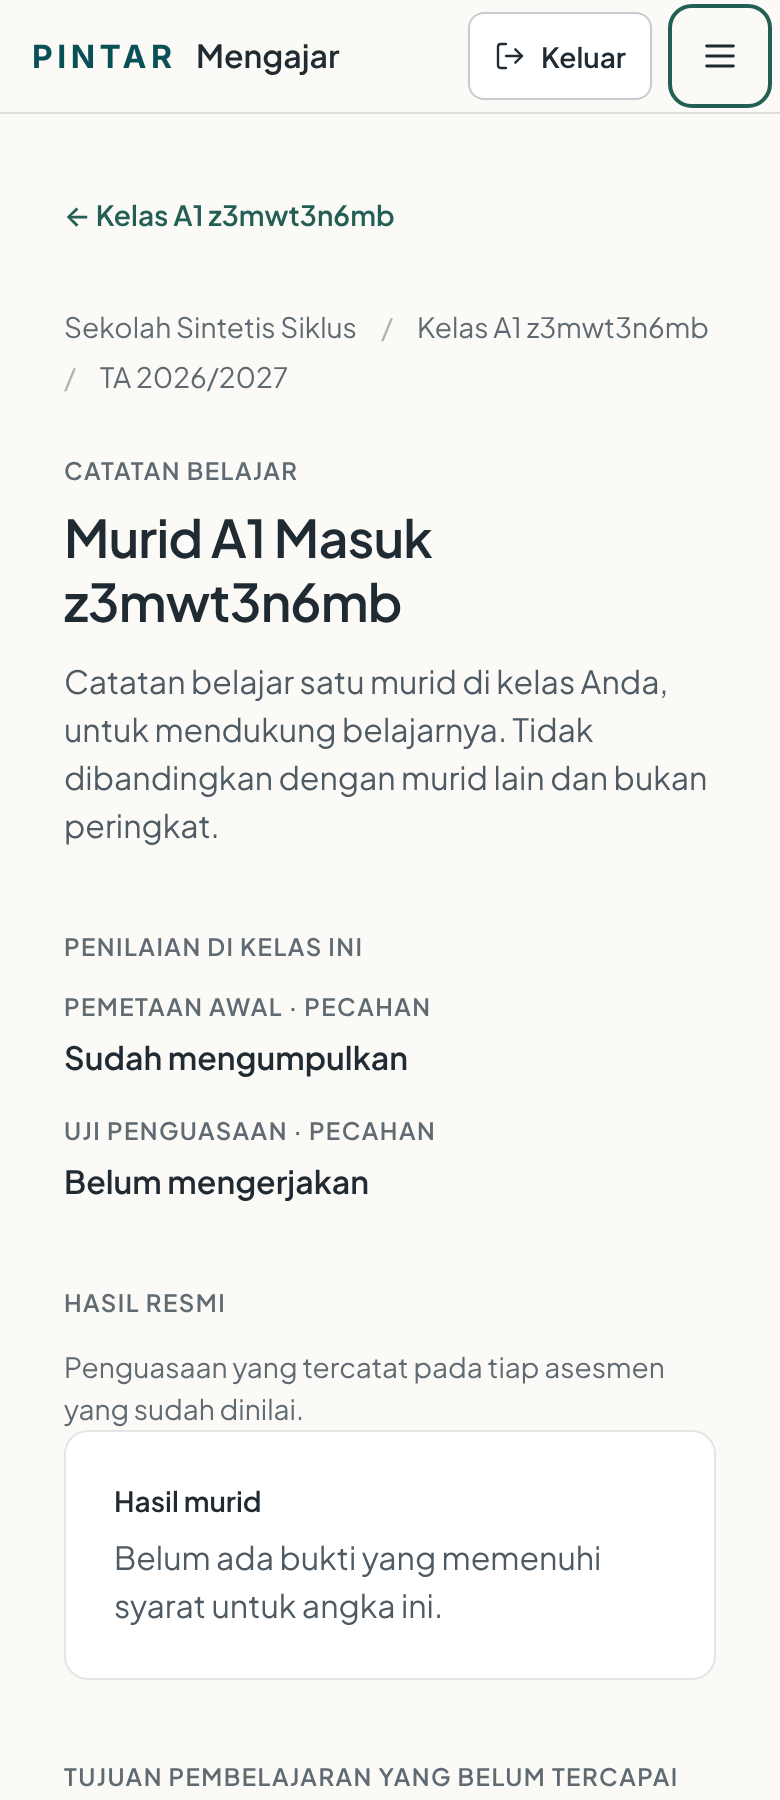 PINTAR Mengajar
Keluar
← Kelas A1 z3mwt3n6mb
Sekolah Sintetis Siklus / Kelas A1 z3mwt3n6mb
/ TA 2026/2027
CATATAN BELAJAR
Murid A1 Masuk
z3mwt3n6mb
Catatan belajar satu murid di kelas Anda,
untuk mendukung belajarnya. Tidak
dibandingkan dengan murid lain dan bukan
peringkat.
PENILAIAN DI KELAS INI
PEMETAAN AWAL · PECAHAN
Sudah mengumpulkan
UJI PENGUASAAN · PECAHAN
Belum mengerjakan
HASIL RESMI
Penguasaan yang tercatat pada tiap asesmen
yang sudah dinilai.
Hasil murid
Belum ada bukti yang memenuhi
syarat untuk angka ini.
TUJUAN PEMBELAJARAN YANG BELUM TERCAPAI